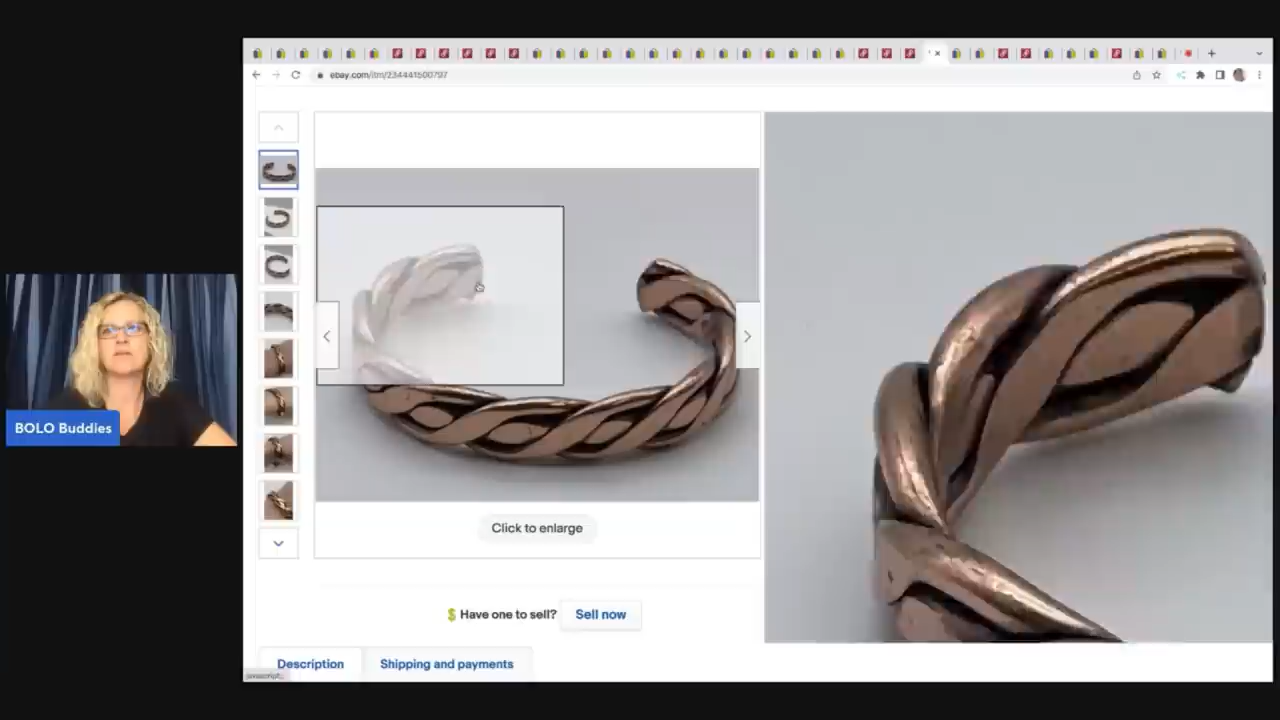 ebay.com/itm/234441500797
BOLO Buddies
Click to enlarge
Have one to sell?
Sell now
Description
Shipping and payments